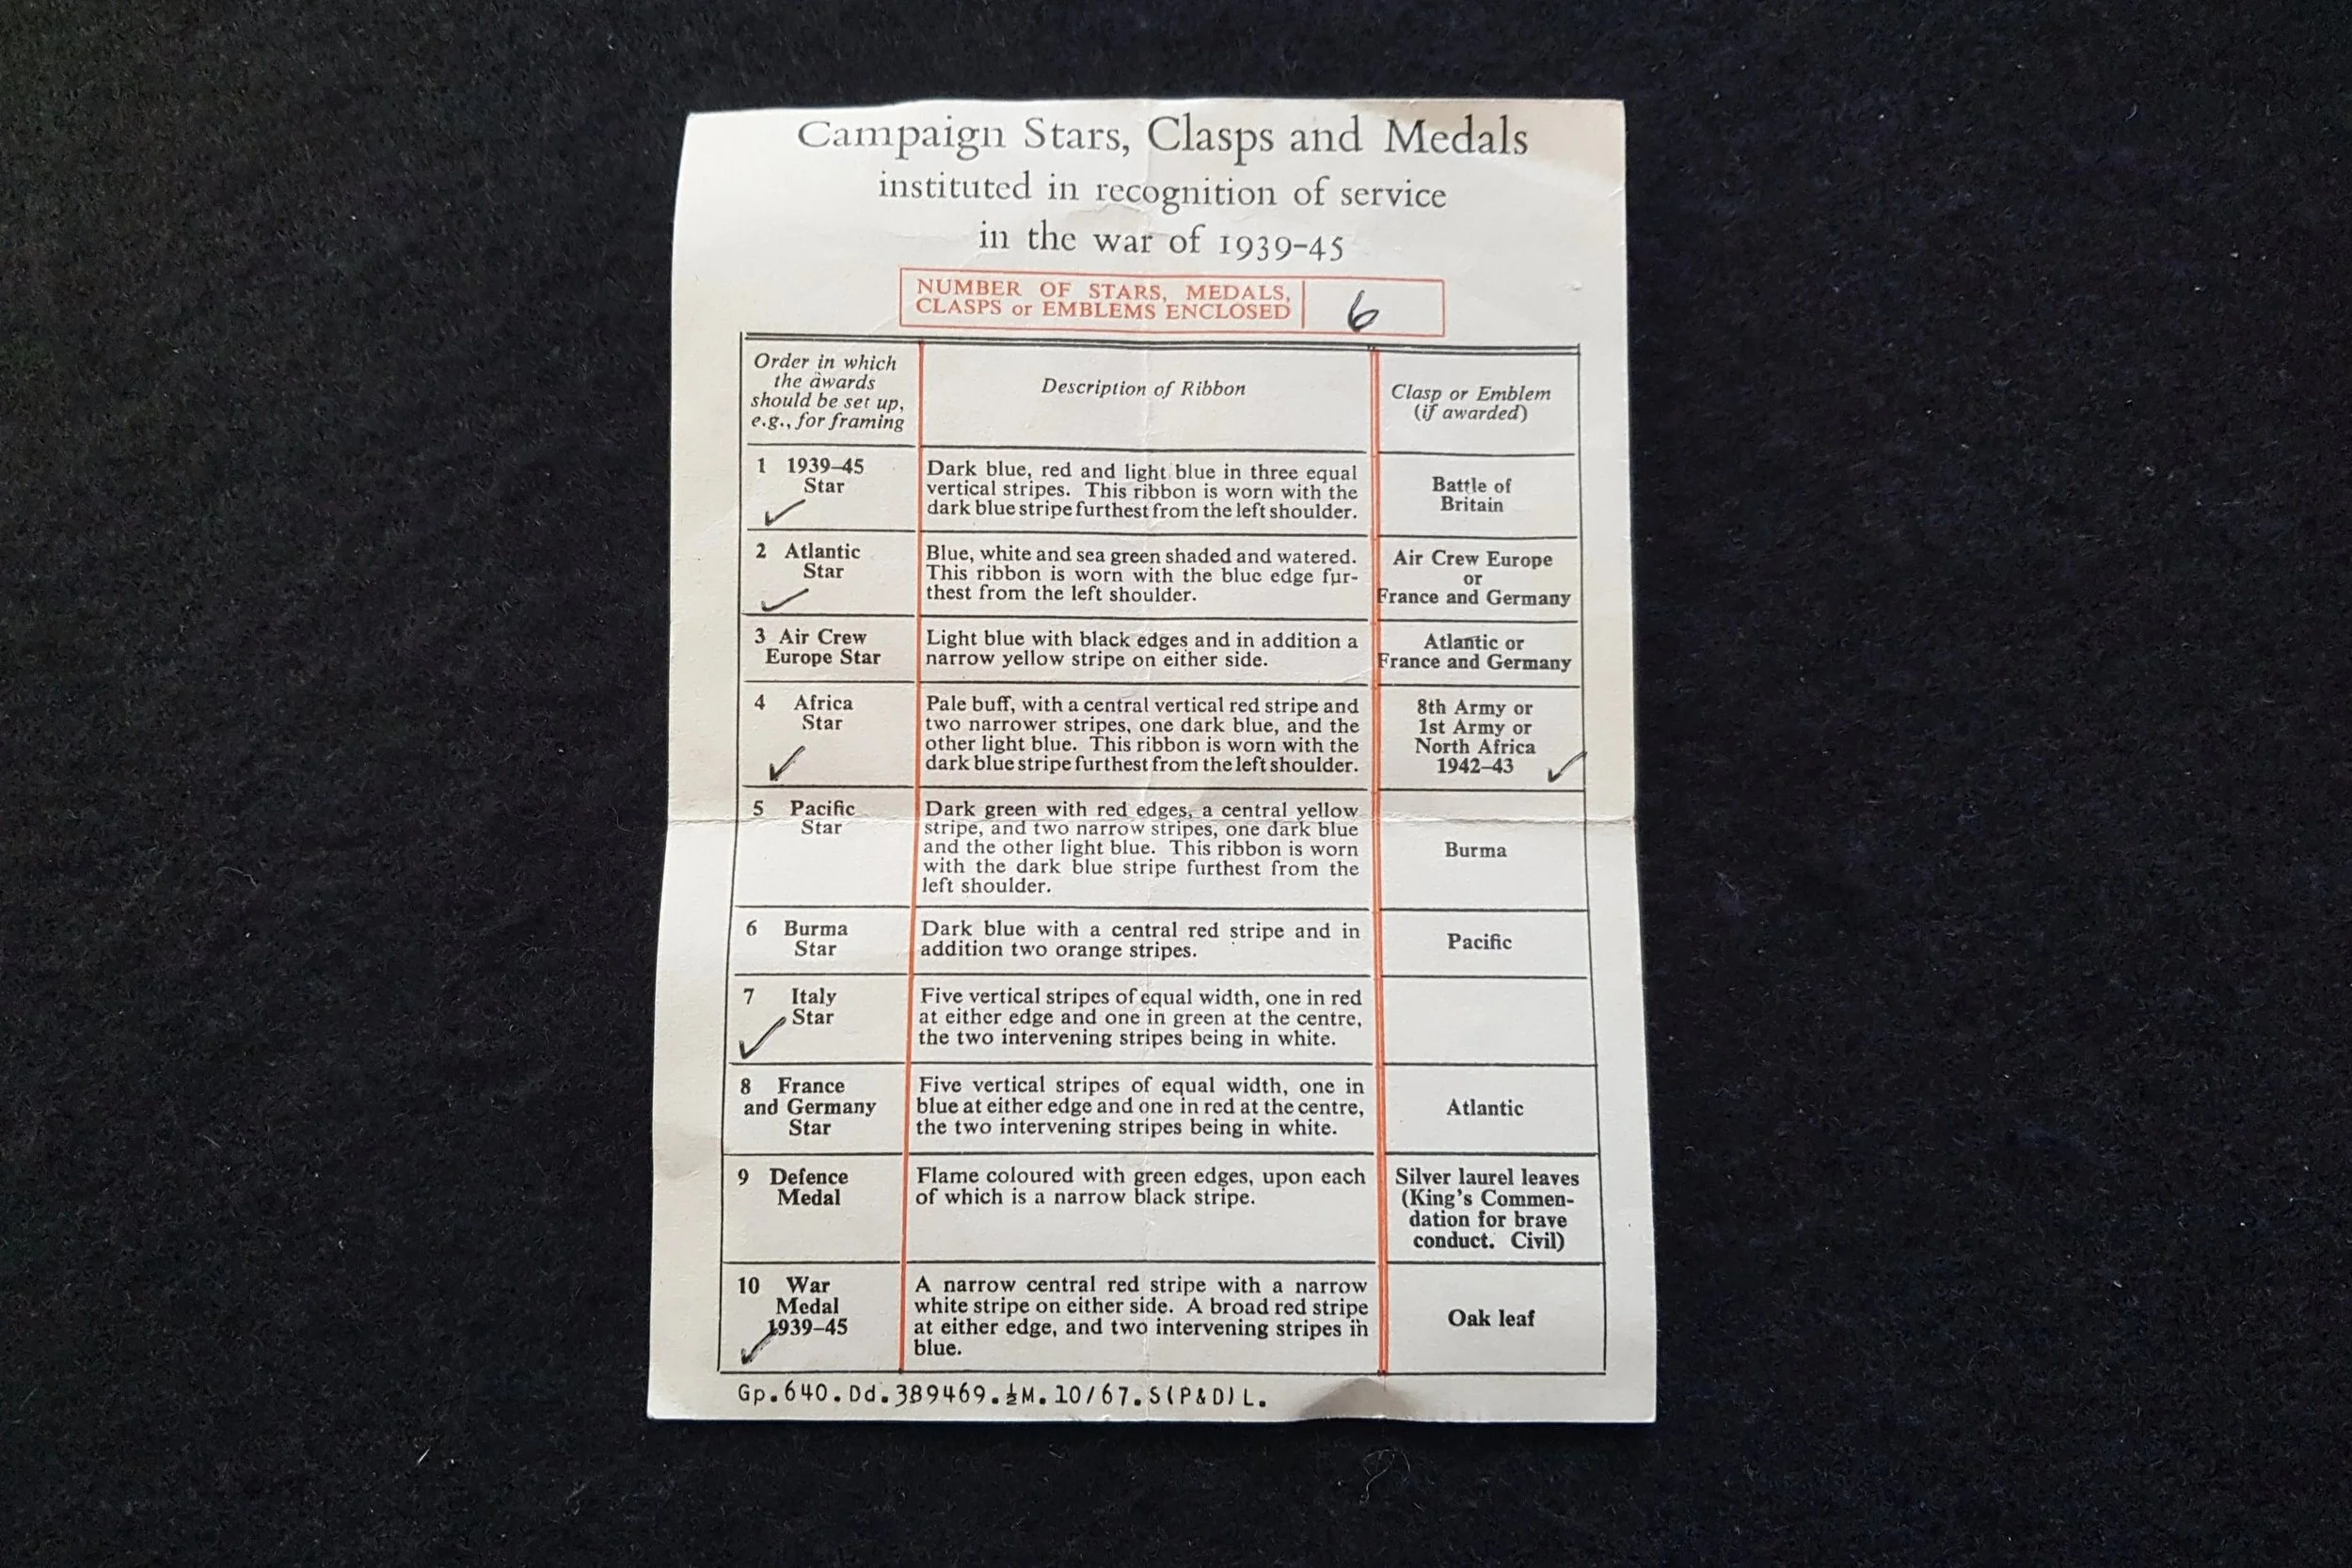 Campaign Stars, Clasps and Medals
instituted in recognition of service
in the war of 1939-45
NUMBER OF STARS, MEDALS,
CLASPS or EMBLEMS ENCLOSED
6
Order in which
the awards
should be set up,
e.g., for framing
Description of Ribbon
Clasp or Emblem
(if awarded)
1 1939–45
Star
✓
Dark blue, red and light blue in three equal
vertical stripes. This ribbon is worn with the
dark blue stripe furthest from the left shoulder.
Battle of
Britain
2 Atlantic
Star
✓
Blue, white and sea green shaded and watered.
This ribbon is worn with the blue edge fur-
thest from the left shoulder.
Air Crew Europe
or
France and Germany
3 Air Crew
Europe Star
Light blue with black edges and in addition a
narrow yellow stripe on either side.
Atlantic or
France and Germany
4 Africa
Star
✓
Pale buff, with a central vertical red stripe and
two narrower stripes, one dark blue, and the
other light blue. This ribbon is worn with the
dark blue stripe furthest from the left shoulder.
8th Army or
1st Army or
North Africa
1942–43 ✓
5 Pacific
Star
Dark green with red edges, a central yellow
stripe, and two narrow stripes, one dark blue
and the other light blue. This ribbon is worn
with the dark blue stripe furthest from the
left shoulder.
Burma
6 Burma
Star
Dark blue with a central red stripe and in
addition two orange stripes.
Pacific
7 Italy
Star
✓
Five vertical stripes of equal width, one in red
at either edge and one in green at the centre,
the two intervening stripes being in white.
8 France
and Germany
Star
Five vertical stripes of equal width, one in
blue at either edge and one in red at the centre,
the two intervening stripes being in white.
Atlantic
9 Defence
Medal
Flame coloured with green edges, upon each
of which is a narrow black stripe.
Silver laurel leaves
(King's Commen-
dation for brave
conduct. Civil)
10 War
Medal
1939–45
✓
A narrow central red stripe with a narrow
white stripe on either side. A broad red stripe
at either edge, and two intervening stripes in
blue.
Oak leaf
Gp.640.Dd.389469.½M.10/67.S(P&D)L.